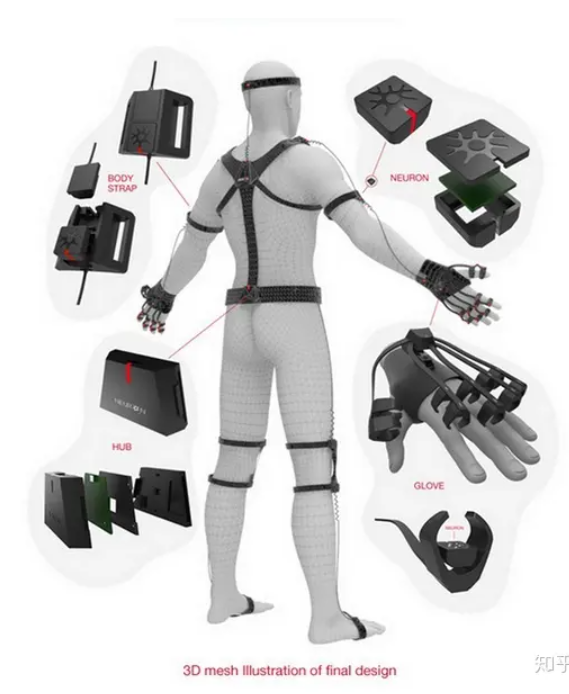 BODY
STRAP
NEURON
NEURON
HUB
GLOVE
NEURON
3D mesh Illustration of final design
知乎